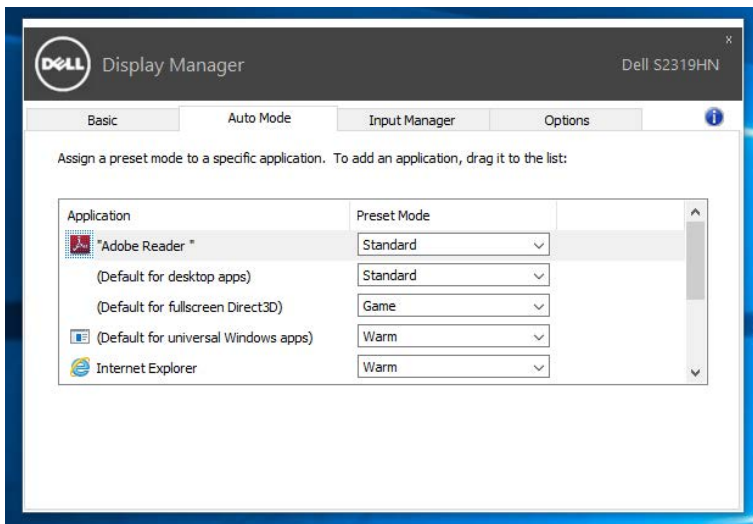 x
DELL Display Manager Dell S2319HN
Basic Auto Mode Input Manager Options
Assign a preset mode to a specific application. To add an application, drag it to the list:
Application Preset Mode
"Adobe Reader " Standard
(Default for desktop apps) Standard
(Default for fullscreen Direct3D) Game
(Default for universal Windows apps) Warm
Internet Explorer Warm